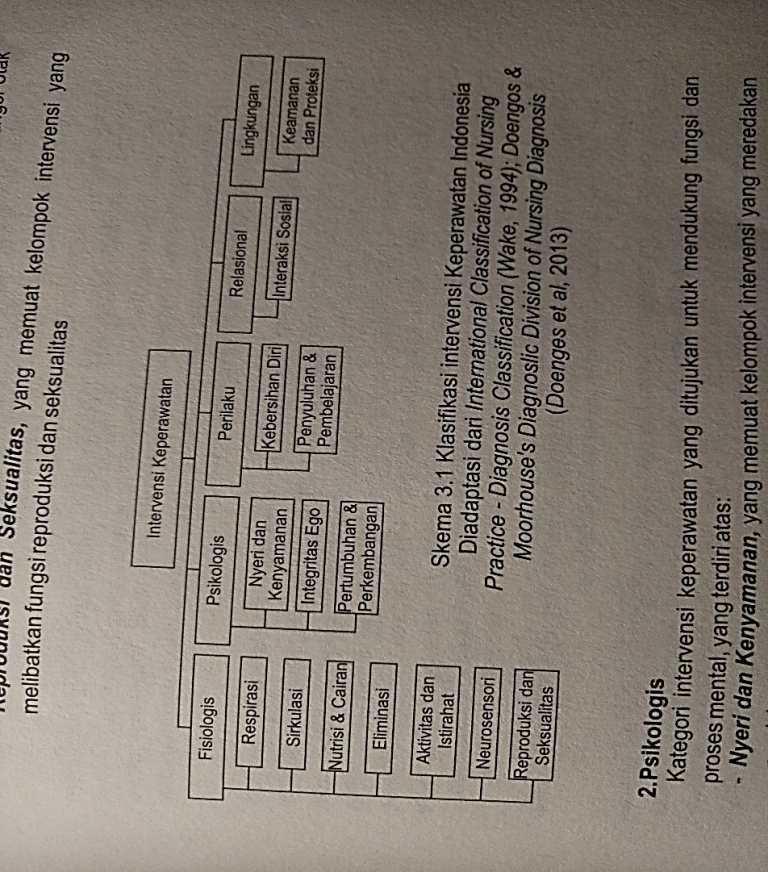 dan Seksualitas, yang memuat kelompok intervensi yang
melibatkan fungsi reproduksi dan seksualitas
Intervensi Keperawatan
Fisiologis
Respirasi
Sirkulasi
Nutrisi & Cairan
Eliminasi
Aktivitas dan
Istirahat
Neurosensori
Reproduksi dan
Seksualitas
Psikologis
Nyeri dan
Kenyamanan
Integritas Ego
Pertumbuhan &
Perkembangan
Perilaku
Kebersihan Diri
Penyuluhan &
Pembelajaran
Relasional
Interaksi Sosial
Lingkungan
Keamanan
dan Proteksi
Skema 3.1 Klasifikasi intervensi Keperawatan Indonesia
Diadaptasi dari International Classification of Nursing
Practice - Diagnosis Classification (Wake, 1994); Doengos &
Moorhouse's Diagnoslic Division of Nursing Diagnosis
(Doenges et al, 2013)
2.Psikologis
Kategori intervensi keperawatan yang ditujukan untuk mendukung fungsi dan
proses mental, yang terdiri atas:
- Nyeri dan Kenyamanan, yang memuat kelompok intervensi yang meredakan